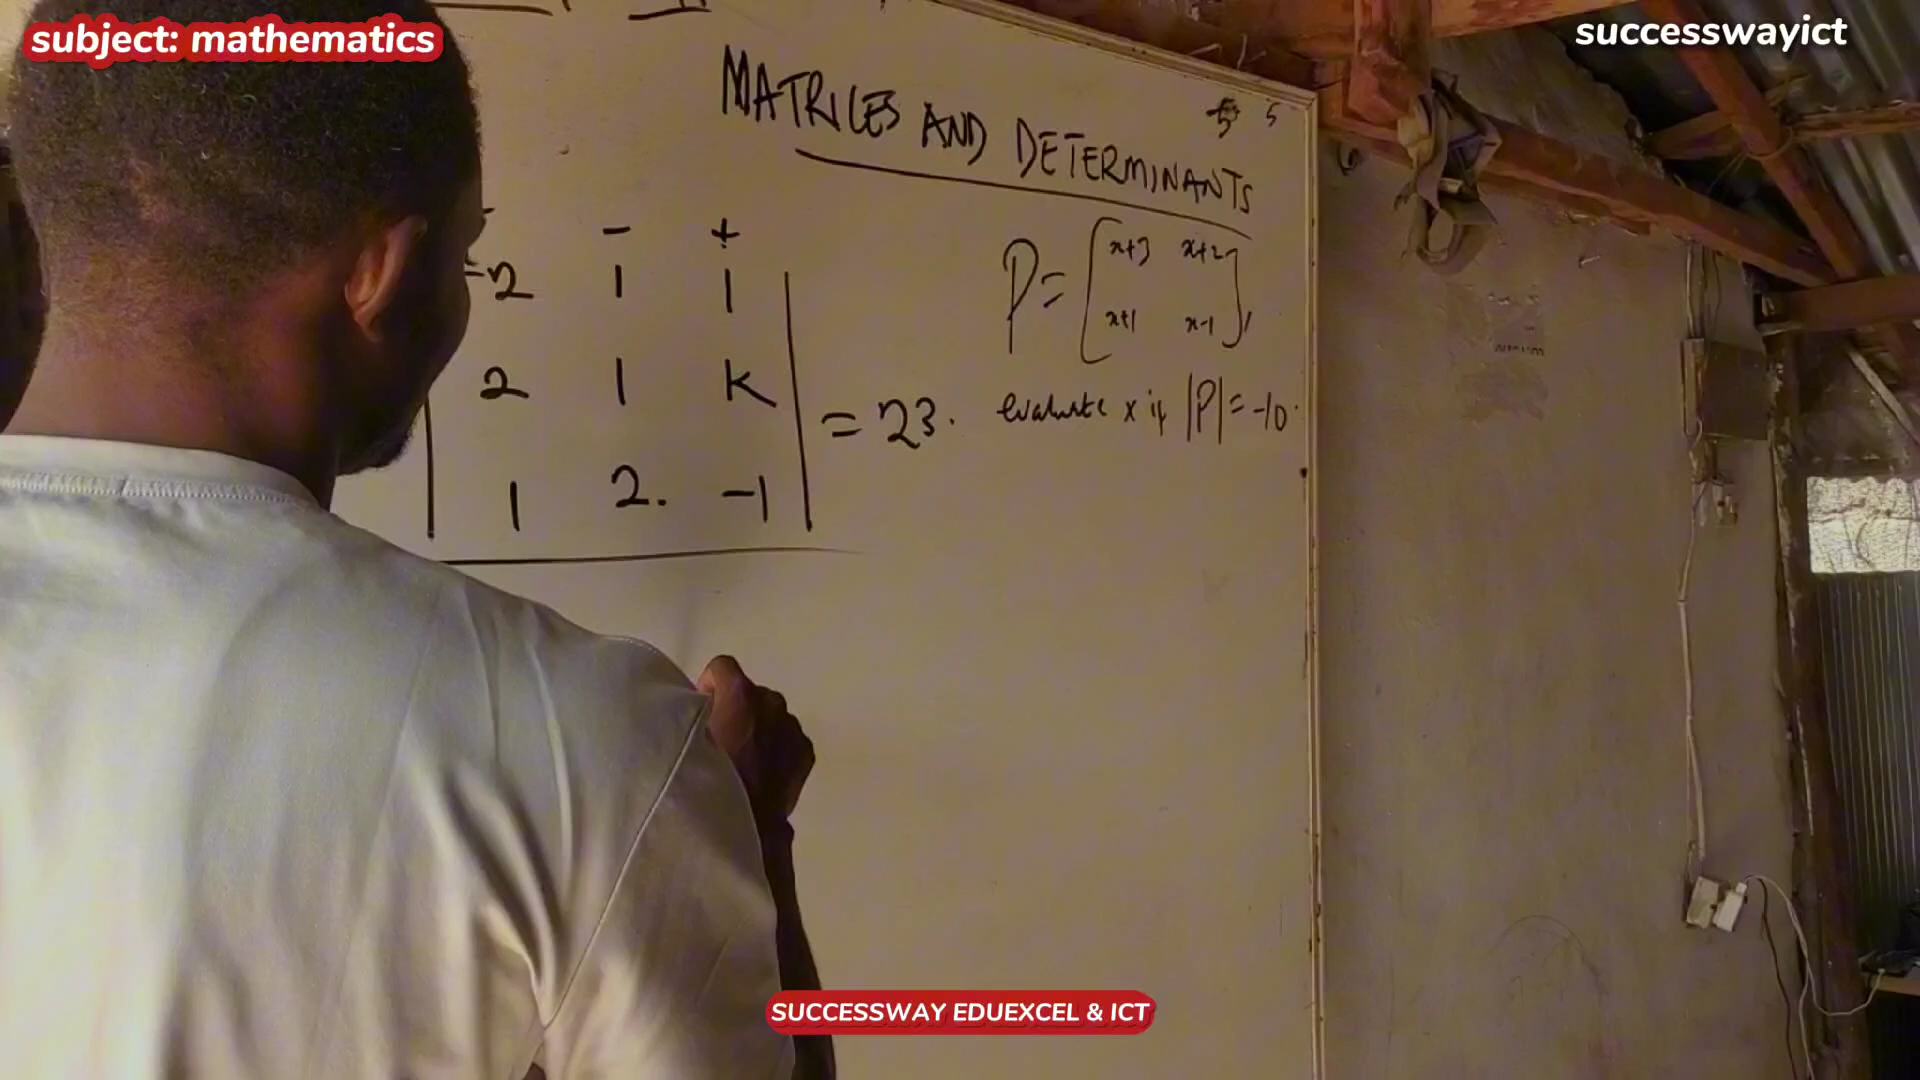 subject: mathematics
successwayict
MATRICES AND DETERMINANTS
5 5
- +
-2 1 1
2 1 K
1 2. -1
= 23.
P = [x+3 x+2
x+1 x-1],
evaluate x if |P| = -10.
SUCCESSWAY EDUEXCEL & ICT